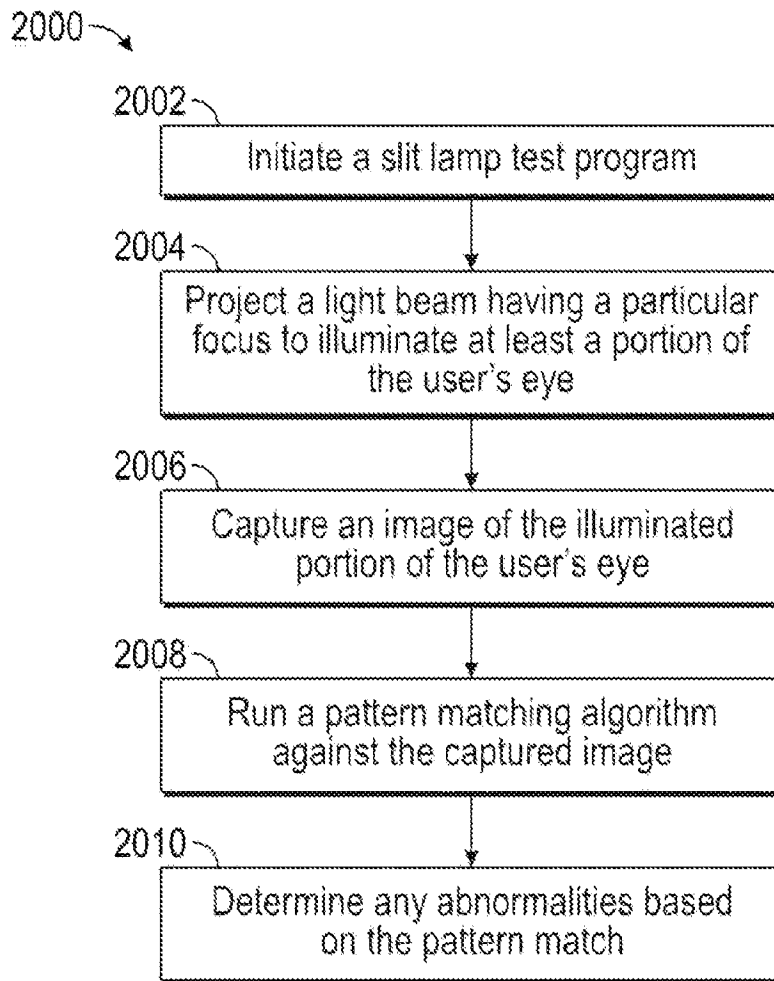 2000
2002
Initiate a slit lamp test program
2004
Project a light beam having a particular
focus to illuminate at least a portion of
the user's eye
2006
Capture an image of the illuminated
portion of the user's eye
2008
Run a pattern matching algorithm
against the captured image
2010
Determine any abnormalities based
on the pattern match